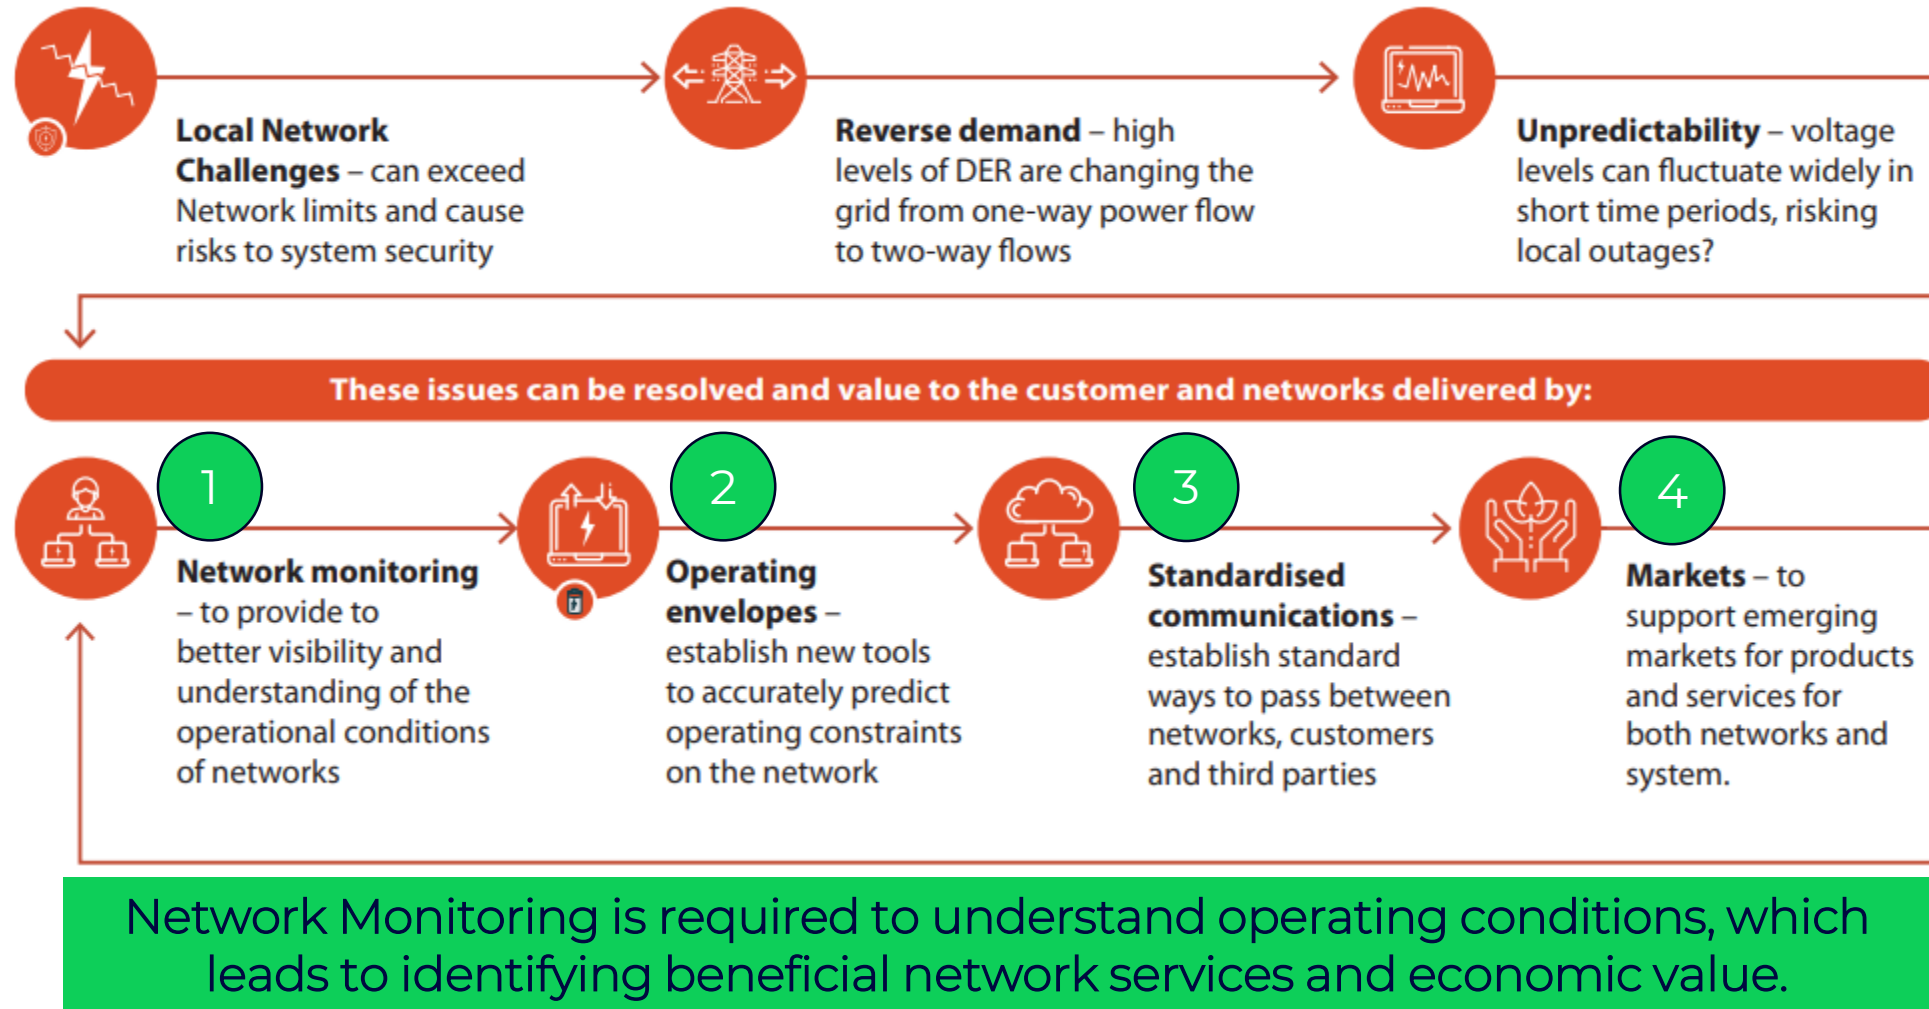 Local Network
Challenges – can exceed
Network limits and cause
risks to system security
Reverse demand – high
levels of DER are changing the
grid from one-way power flow
to two-way flows
Unpredictability – voltage
levels can fluctuate widely in
short time periods, risking
local outages?
These issues can be resolved and value to the customer and networks delivered by:
1
Network monitoring
– to provide to
better visibility and
understanding of the
operational conditions
of networks
2
Operating
envelopes –
establish new tools
to accurately predict
operating constraints
on the network
3
Standardised
communications –
establish standard
ways to pass between
networks, customers
and third parties
4
Markets – to
support emerging
markets for products
and services for
both networks and
system.
Network Monitoring is required to understand operating conditions, which
leads to identifying beneficial network services and economic value.